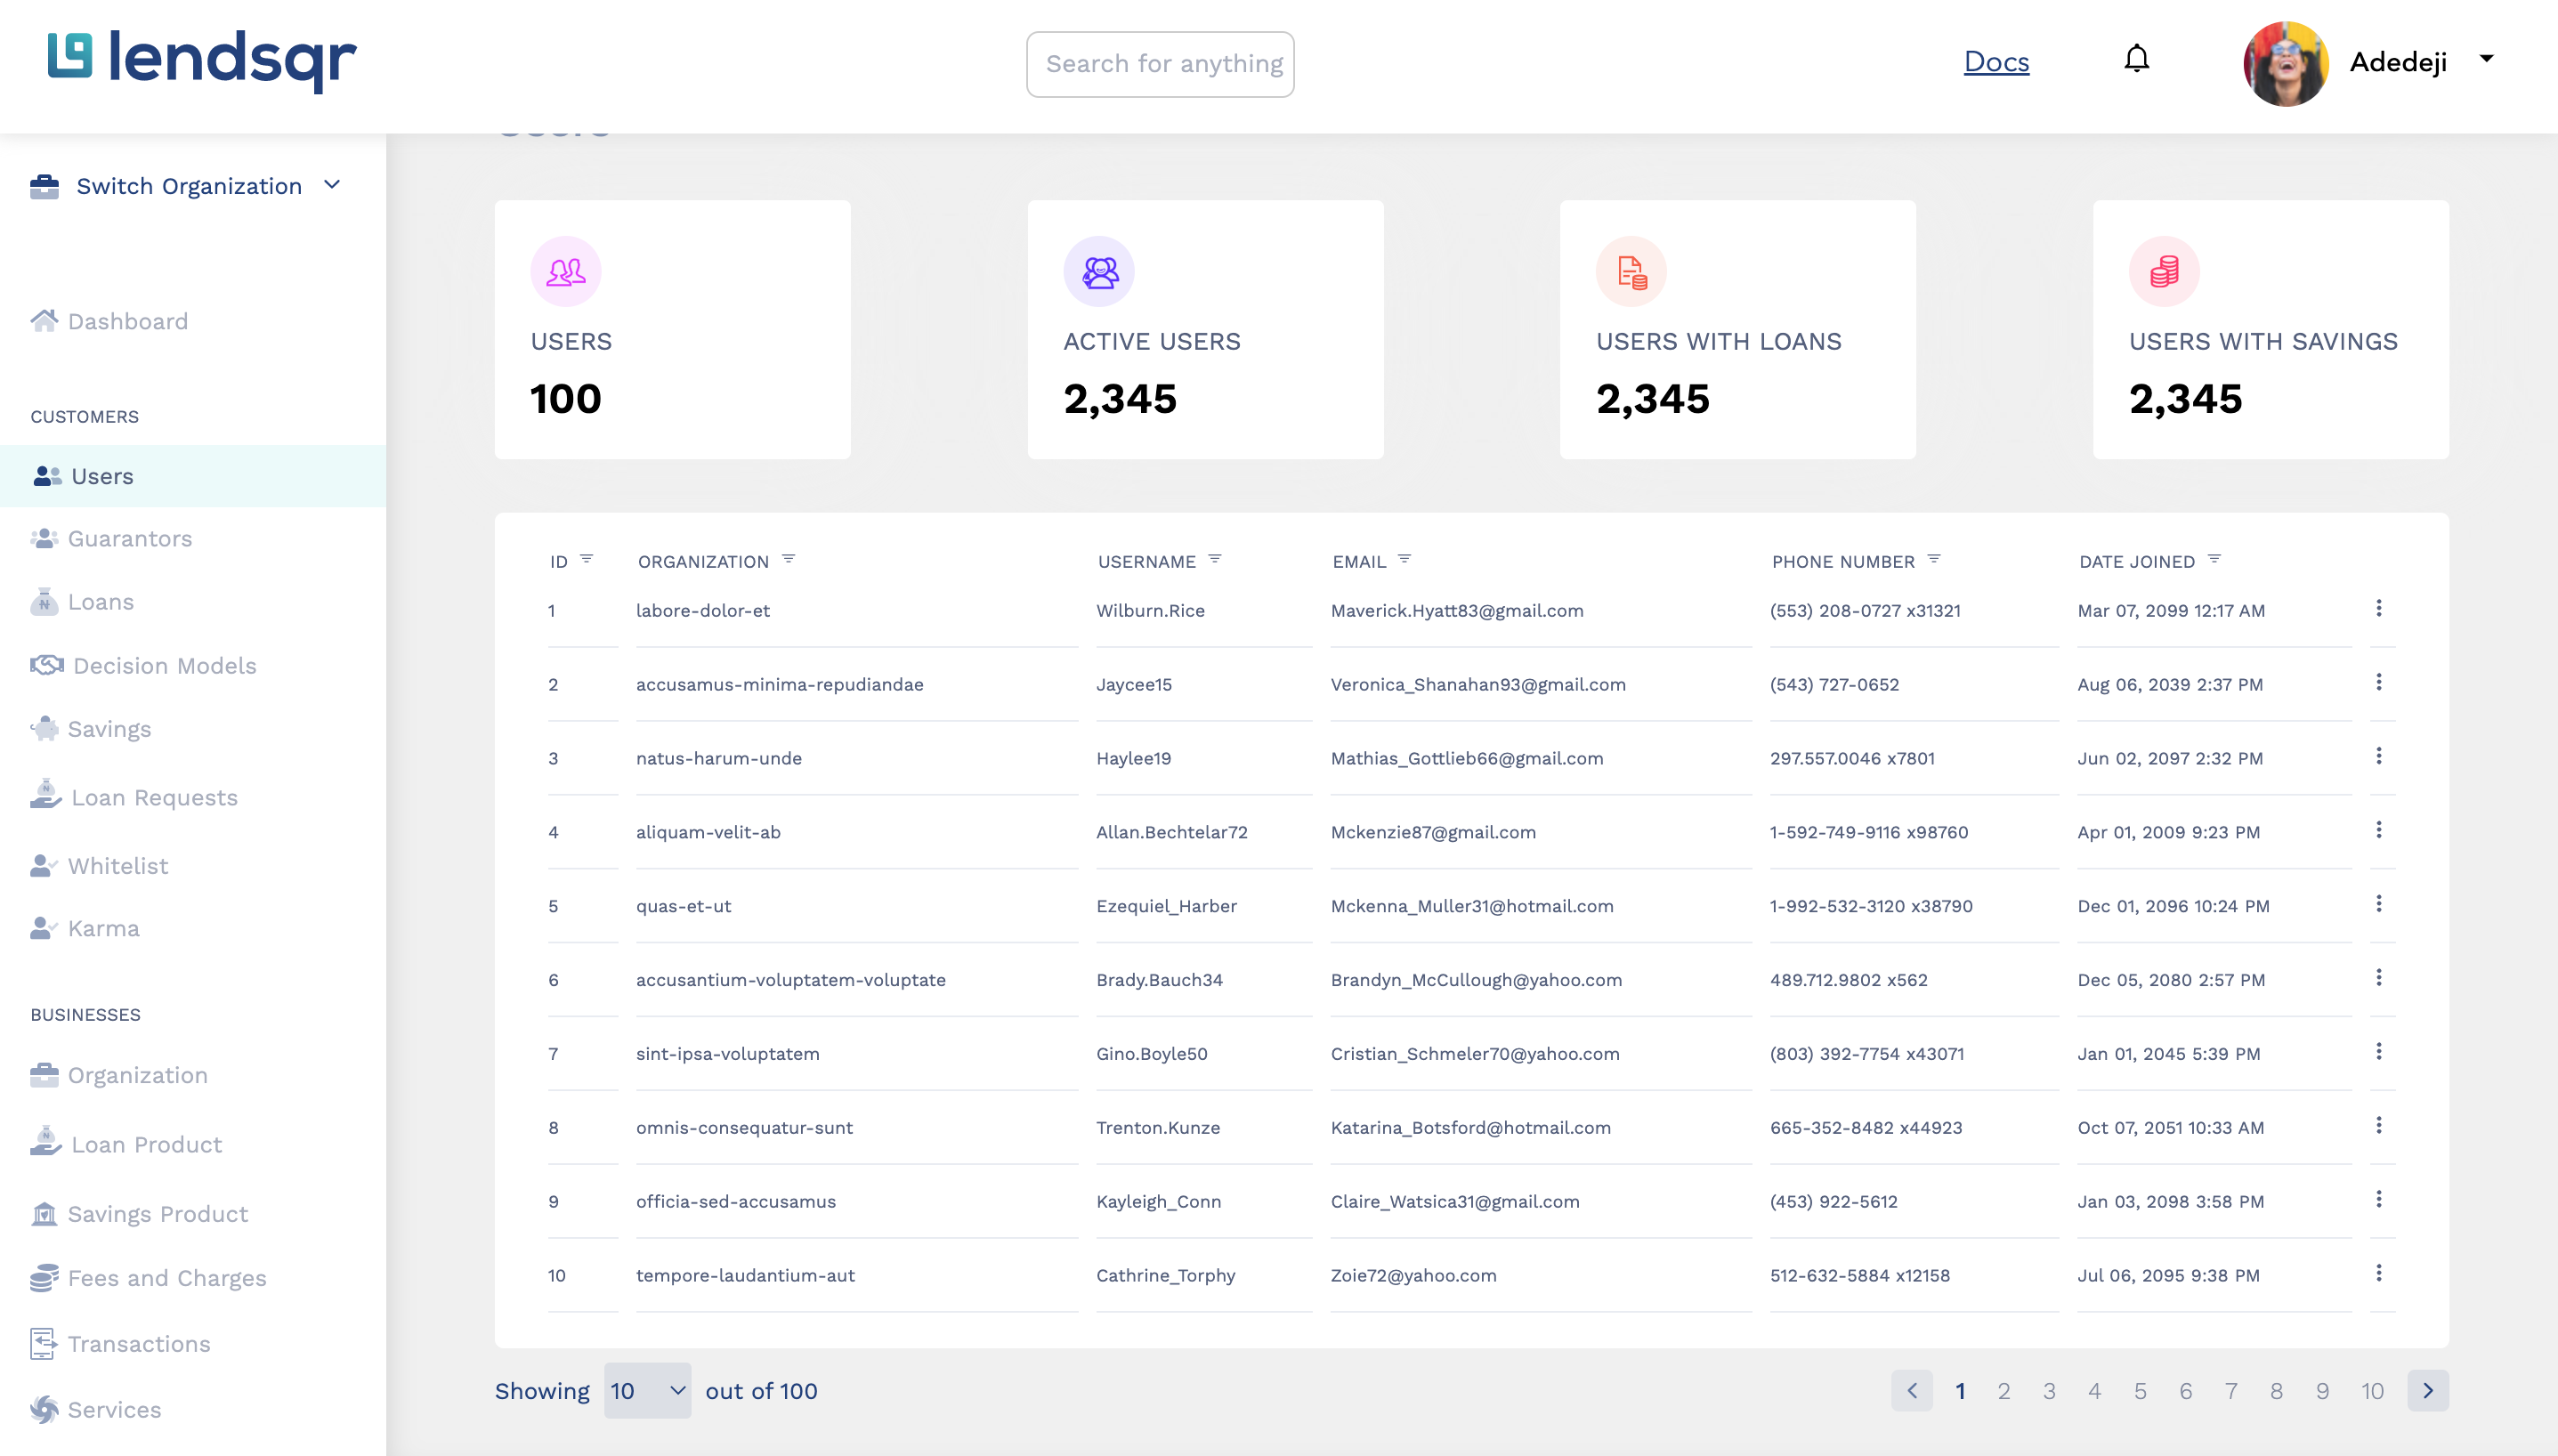 lendsqr
Search for anything
Docs
Adedeji
Switch Organization
Dashboard
CUSTOMERS
Users
Guarantors
Loans
Decision Models
Savings
Loan Requests
Whitelist
Karma
BUSINESSES
Organization
Loan Product
Savings Product
Fees and Charges
Transactions
Services
USERS
100
ACTIVE USERS
2,345
USERS WITH LOANS
2,345
USERS WITH SAVINGS
2,345
ID ORGANIZATION USERNAME EMAIL PHONE NUMBER DATE JOINED
1 labore-dolor-et Wilburn.Rice Maverick.Hyatt83@gmail.com (553) 208-0727 x31321 Mar 07, 2099 12:17 AM
2 accusamus-minima-repudiandae Jaycee15 Veronica_Shanahan93@gmail.com (543) 727-0652 Aug 06, 2039 2:37 PM
3 natus-harum-unde Haylee19 Mathias_Gottlieb66@gmail.com 297.557.0046 x7801 Jun 02, 2097 2:32 PM
4 aliquam-velit-ab Allan.Bechtelar72 Mckenzie87@gmail.com 1-592-749-9116 x98760 Apr 01, 2009 9:23 PM
5 quas-et-ut Ezequiel_Harber Mckenna_Muller31@hotmail.com 1-992-532-3120 x38790 Dec 01, 2096 10:24 PM
6 accusantium-voluptatem-voluptate Brady.Bauch34 Brandyn_McCullough@yahoo.com 489.712.9802 x562 Dec 05, 2080 2:57 PM
7 sint-ipsa-voluptatem Gino.Boyle50 Cristian_Schmeler70@yahoo.com (803) 392-7754 x43071 Jan 01, 2045 5:39 PM
8 omnis-consequatur-sunt Trenton.Kunze Katarina_Botsford@hotmail.com 665-352-8482 x44923 Oct 07, 2051 10:33 AM
9 officia-sed-accusamus Kayleigh_Conn Claire_Watsica31@gmail.com (453) 922-5612 Jan 03, 2098 3:58 PM
10 tempore-laudantium-aut Cathrine_Torphy Zoie72@yahoo.com 512-632-5884 x12158 Jul 06, 2095 9:38 PM
Showing 10 out of 100
1 2 3 4 5 6 7 8 9 10